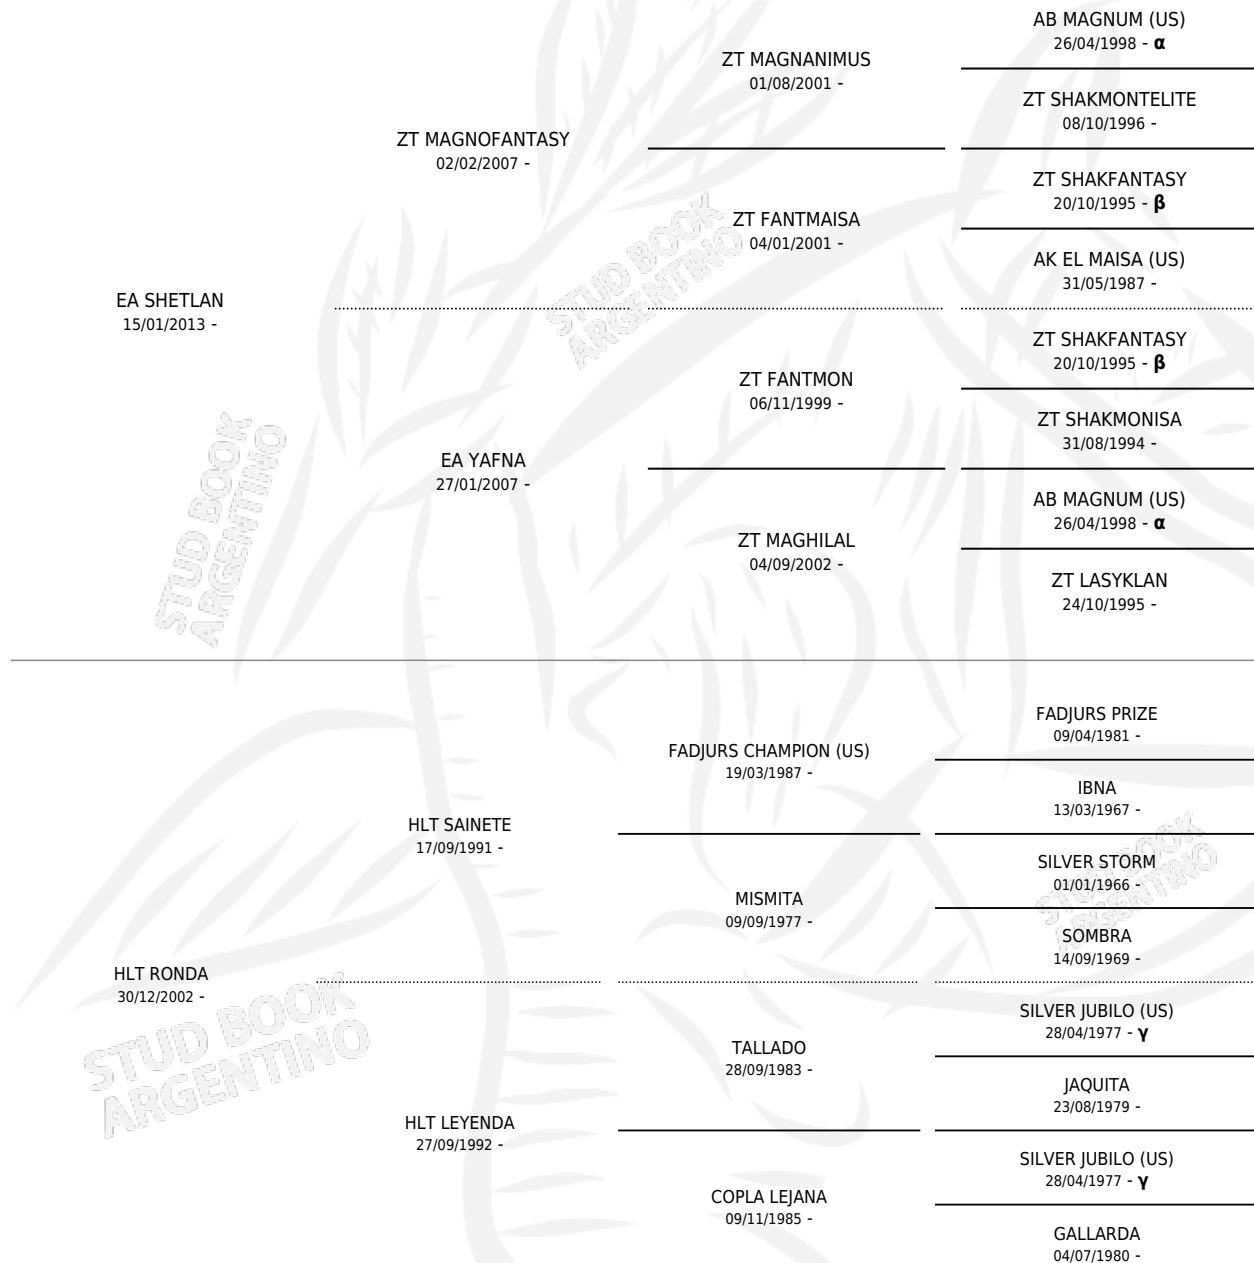 AB MAGNUM (US)
26/04/1998 - α
ZT MAGNANIMUS
01/08/2001 -
ZT SHAKMONTELITE
08/10/1996 -
ZT MAGNOFANTASY
02/02/2007 -
ZT SHAKFANTASY
20/10/1995 - β
ZT FANTMAISA
04/01/2001 -
AK EL MAISA (US)
31/05/1987 -
EA SHETLAN
15/01/2013 -
STUD BOOK
ARGENTINO
ZT SHAKFANTASY
20/10/1995 - β
ZT FANTMON
06/11/1999 -
ZT SHAKMONISA
31/08/1994 -
EA YAFNA
27/01/2007 -
STUD BOOK
ARGENTINO
AB MAGNUM (US)
26/04/1998 - α
ZT MAGHILAL
04/09/2002 -
ZT LASYKLAN
24/10/1995 -
FADJURS PRIZE
09/04/1981 -
FADJURS CHAMPION (US)
19/03/1987 -
IBNA
13/03/1967 -
HLT SAINETE
17/09/1991 -
SILVER STORM
01/01/1966 -
STUD BOOK
ARGENTINO
MISMITA
09/09/1977 -
SOMBRA
14/09/1969 -
HLT RONDA
30/12/2002 -
STUD BOOK
ARGENTINO
SILVER JUBILO (US)
28/04/1977 - γ
TALLADO
28/09/1983 -
JAQUITA
23/08/1979 -
HLT LEYENDA
27/09/1992 -
SILVER JUBILO (US)
28/04/1977 - γ
COPLA LEJANA
09/11/1985 -
GALLARDA
04/07/1980 -